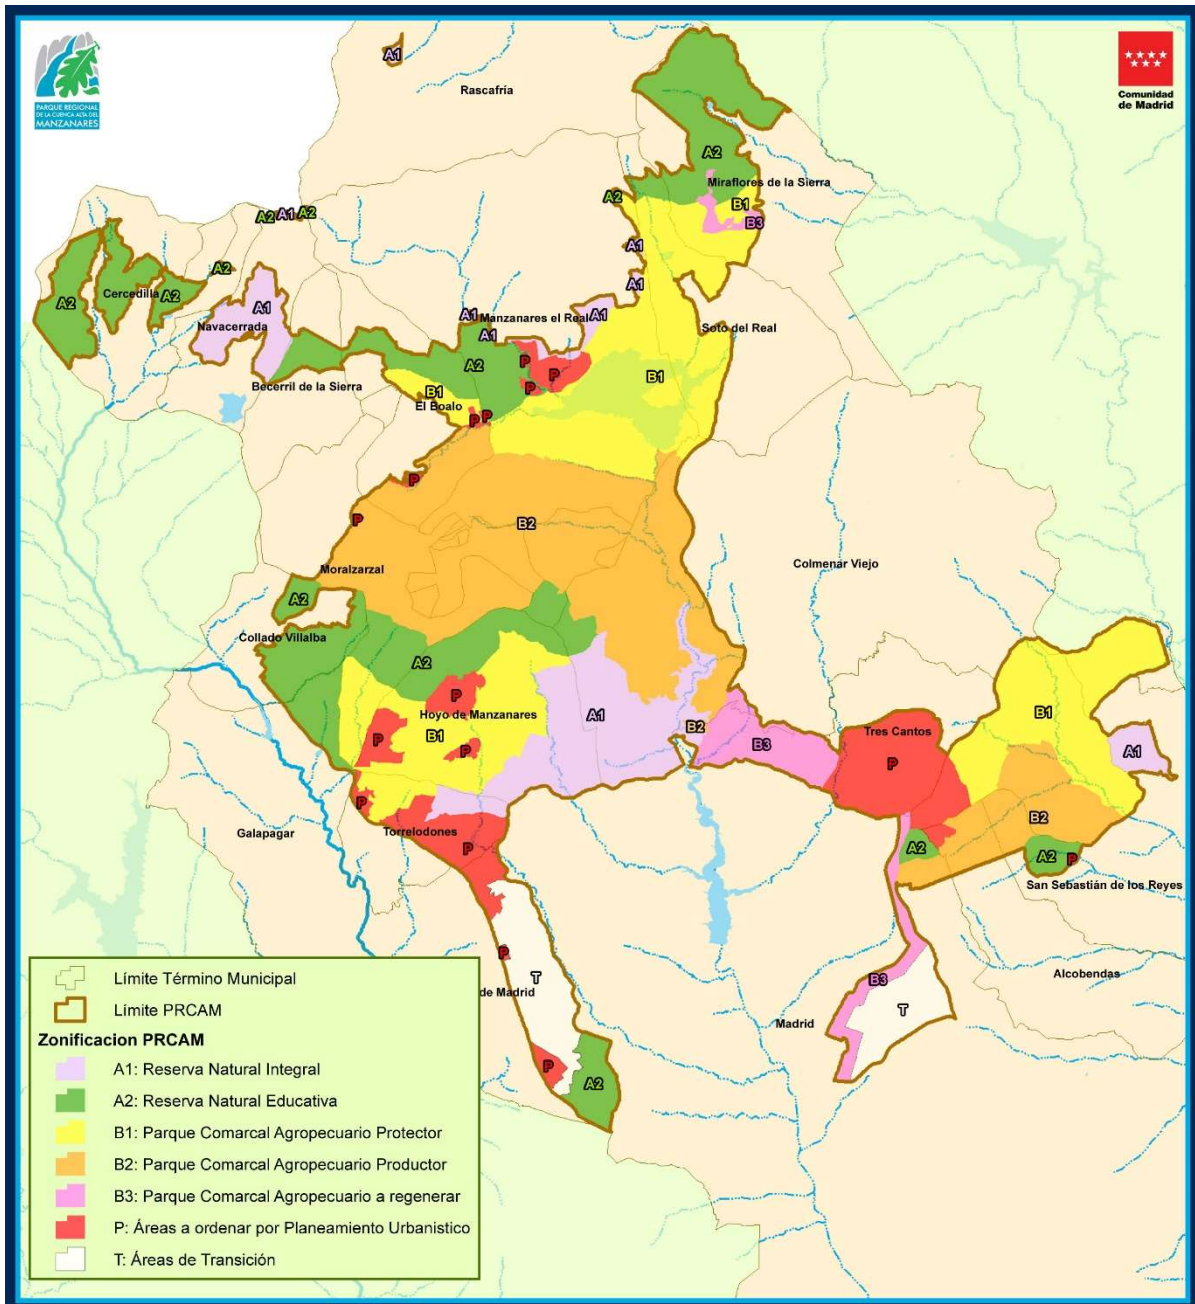 PARQUE REGIONAL
DE LA CUENCA ALTA DEL
MANZANARES
Comunidad
de Madrid
A1
Rascafría
A2
Miraflores de la Sierra
A2
B1
B3
A2
A1
A2
A1
A2
A1
A2
Cercedilla
A2
A1
Navacerrada
A1
Manzanares el Real
A1
A1
Soto del Real
P
A2
P
B1
Becerril de la Sierra
B1
P
El Boalo
P
P
P
P
B2
Colmenar Viejo
Moralzarzal
A2
Collado Villalba
A2
P
Hoyo de Manzanares
A1
B1
P
B1
P
B2
B3
Tres Cantos
A1
P
P
Galapagar
Torrelodones
B2
P
A2
A2
P
San Sebastián de los Reyes
P
T
B3
Alcobendas
de Madrid
T
Madrid
P
A2
Límite Término Municipal
Límite PRCAM
Zonificacion PRCAM
A1: Reserva Natural Integral
A2: Reserva Natural Educativa
B1: Parque Comarcal Agropecuario Protector
B2: Parque Comarcal Agropecuario Productor
B3: Parque Comarcal Agropecuario a regenerar
P: Áreas a ordenar por Planeamiento Urbanistico
T: Áreas de Transición